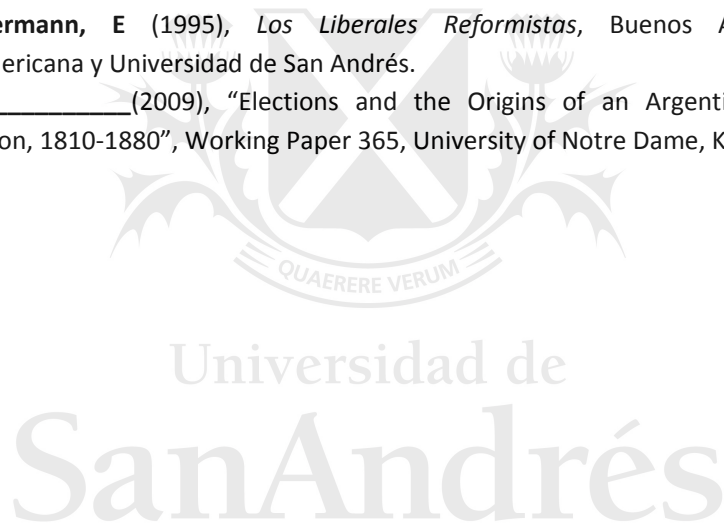 ermann, E (1995), Los Liberales Reformistas, Buenos A
ericana y Universidad de San Andrés.
__________(2009), “Elections and the Origins of an Argenti
on, 1810-1880”, Working Paper 365, University of Notre Dame, K
QUAERERE VERUM
Universidad de
SanAndrés